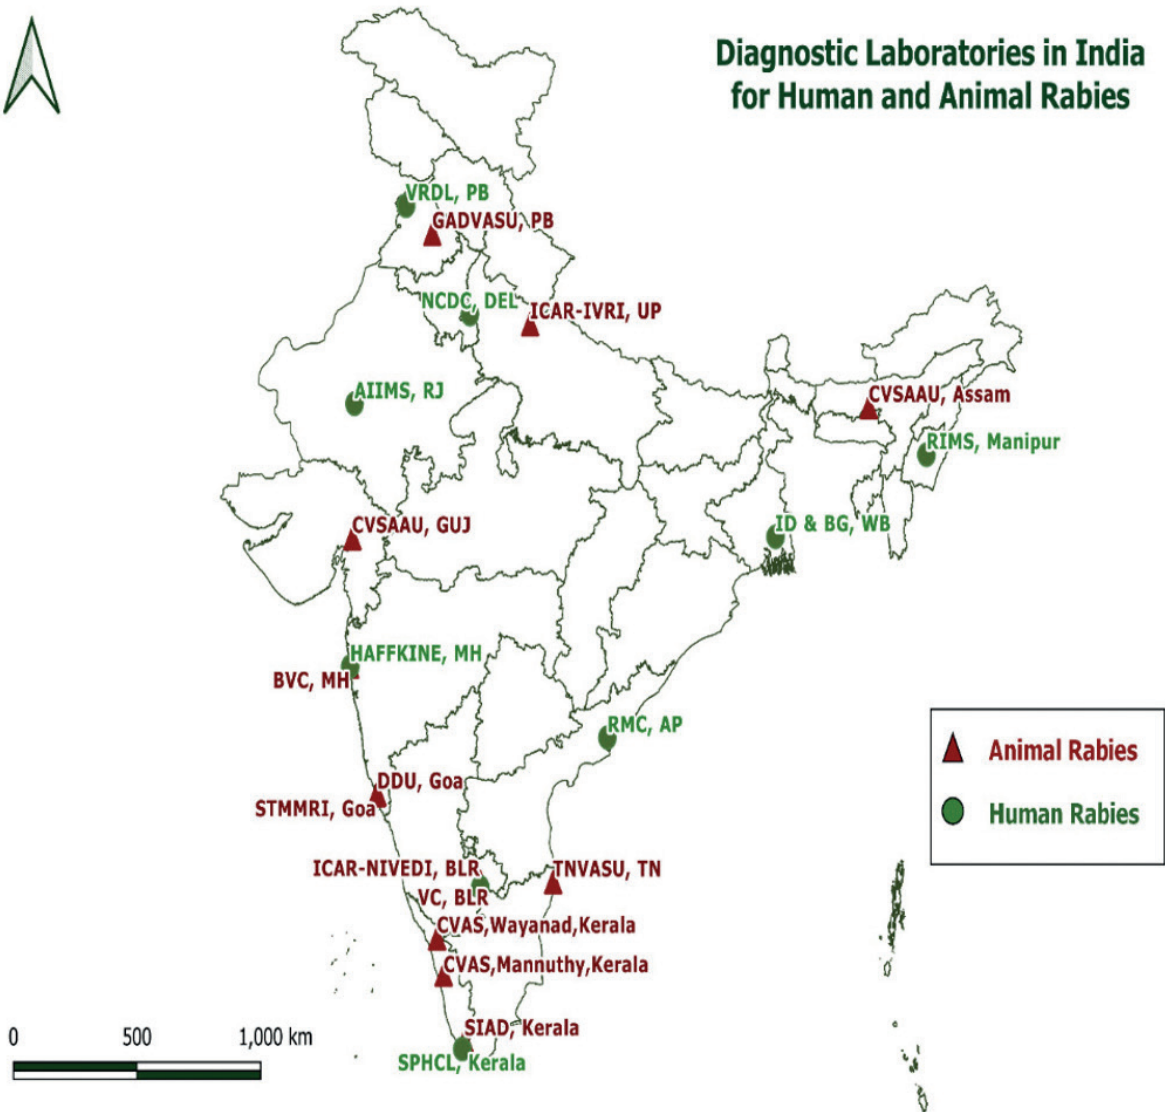 Diagnostic Laboratories in India
for Human and Animal Rabies
VRDL, PB
GADVASU, PB
NCDC, DEL
ICAR-IVRI, UP
AIIMS, RJ
CVSAAU, Assam
RIMS, Manipur
CVSAAU, GUJ
ID & BG, WB
HAFFKINE, MH
BVC, MH
RMC, AP
Animal Rabies
DDU, Goa
STMMRI, Goa
Human Rabies
ICAR-NIVEDI, BLR
TNVASU, TN
VC, BLR
CVAS,Wayanad,Kerala
CVAS,Mannuthy,Kerala
SIAD, Kerala
SPHCL, Kerala
0 500 1,000 km